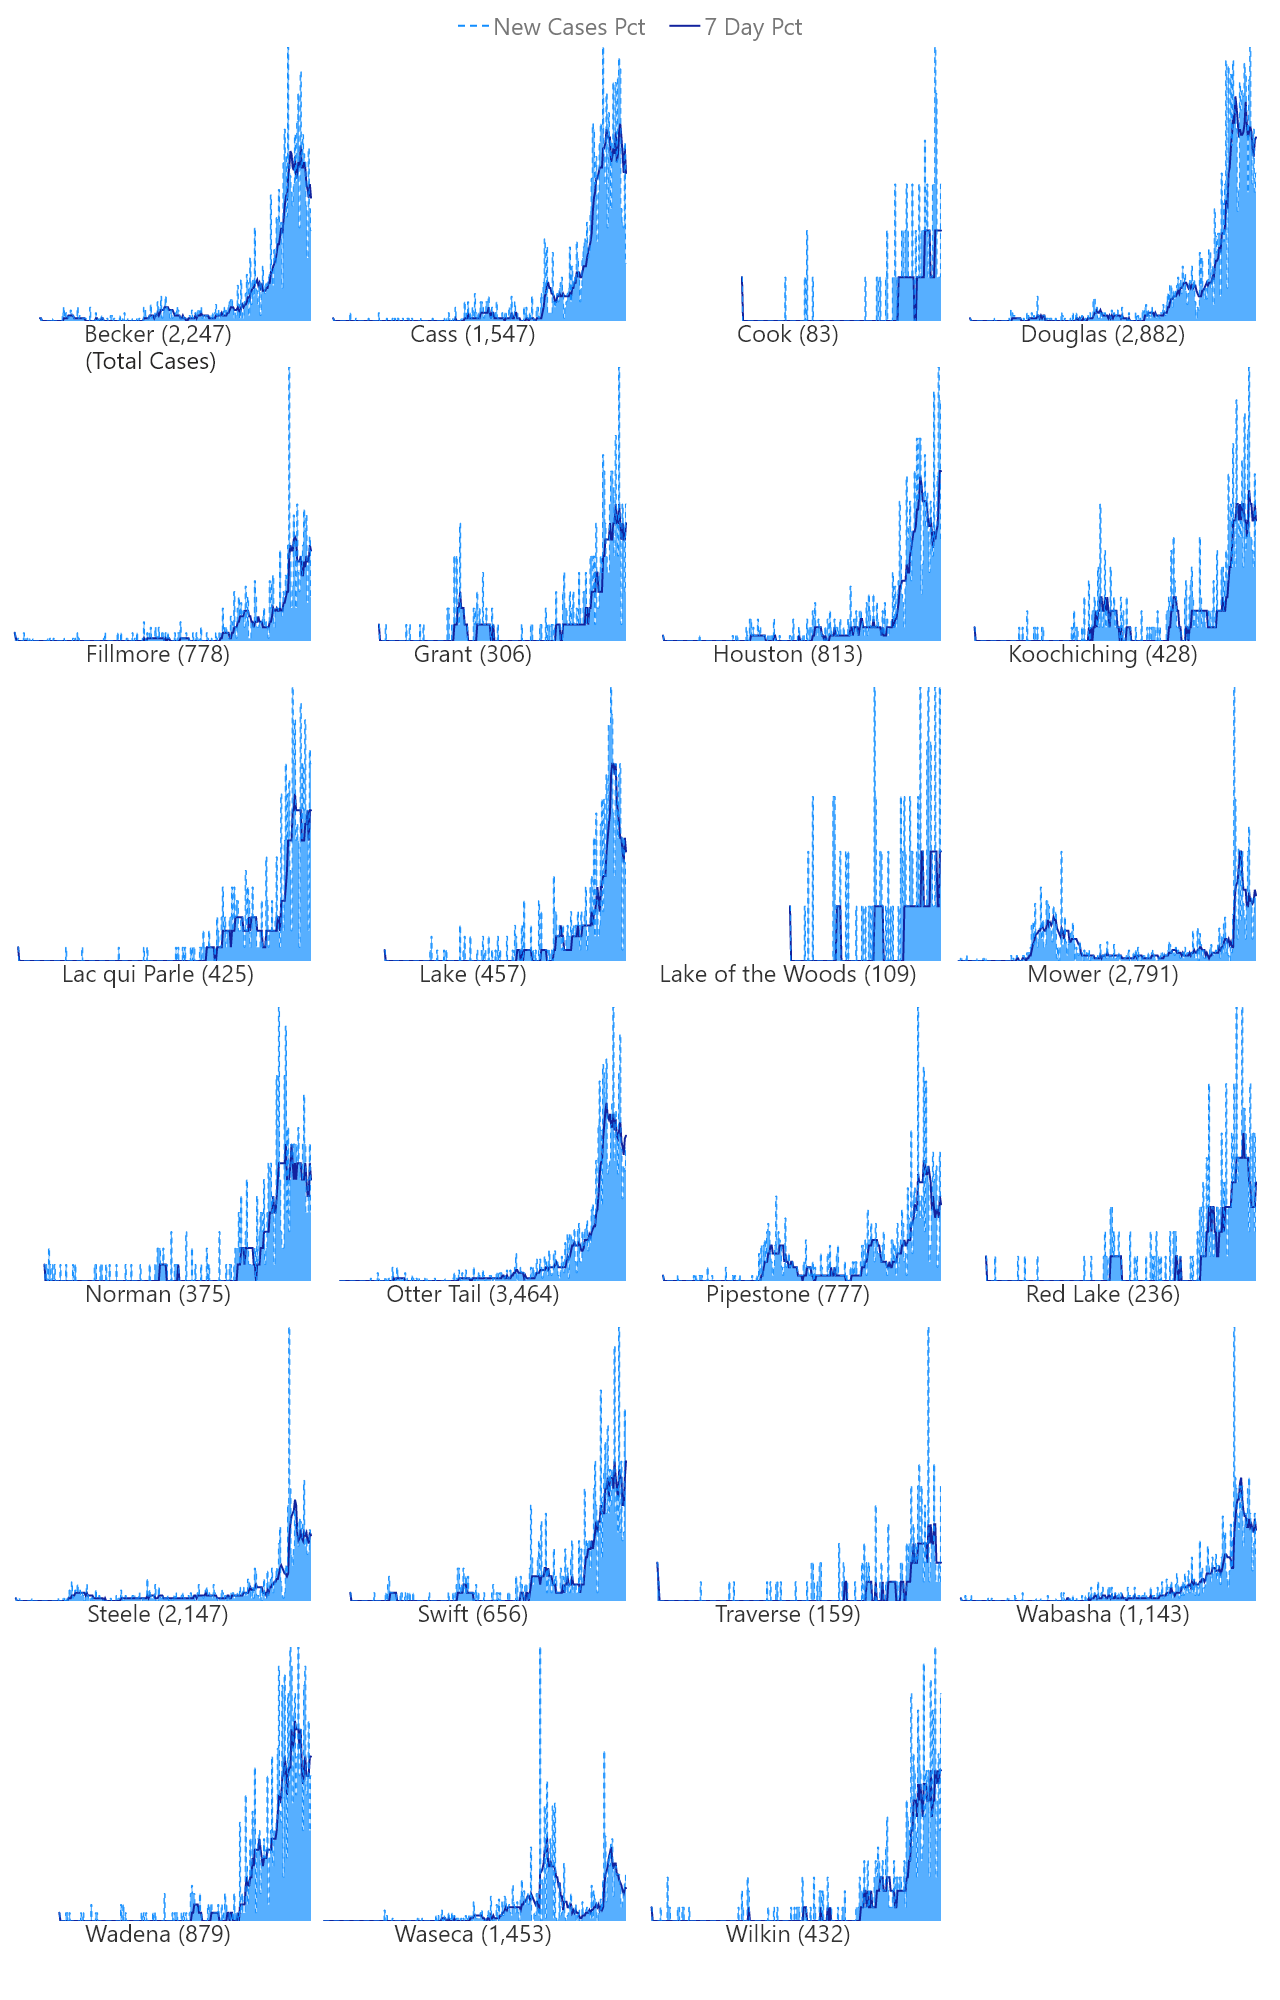 New Cases Pct 7 Day Pct
Becker (2,247) Cass (1,547) Cook (83) Douglas (2,882)
(Total Cases)
Fillmore (778) Grant (306) Houston (813) Koochiching (428)
Lac qui Parle (425) Lake (457) Lake of the Woods (109) Mower (2,791)
Norman (375) Otter Tail (3,464) Pipestone (777) Red Lake (236)
Steele (2,147) Swift (656) Traverse (159) Wabasha (1,143)
Wadena (879) Waseca (1,453) Wilkin (432)